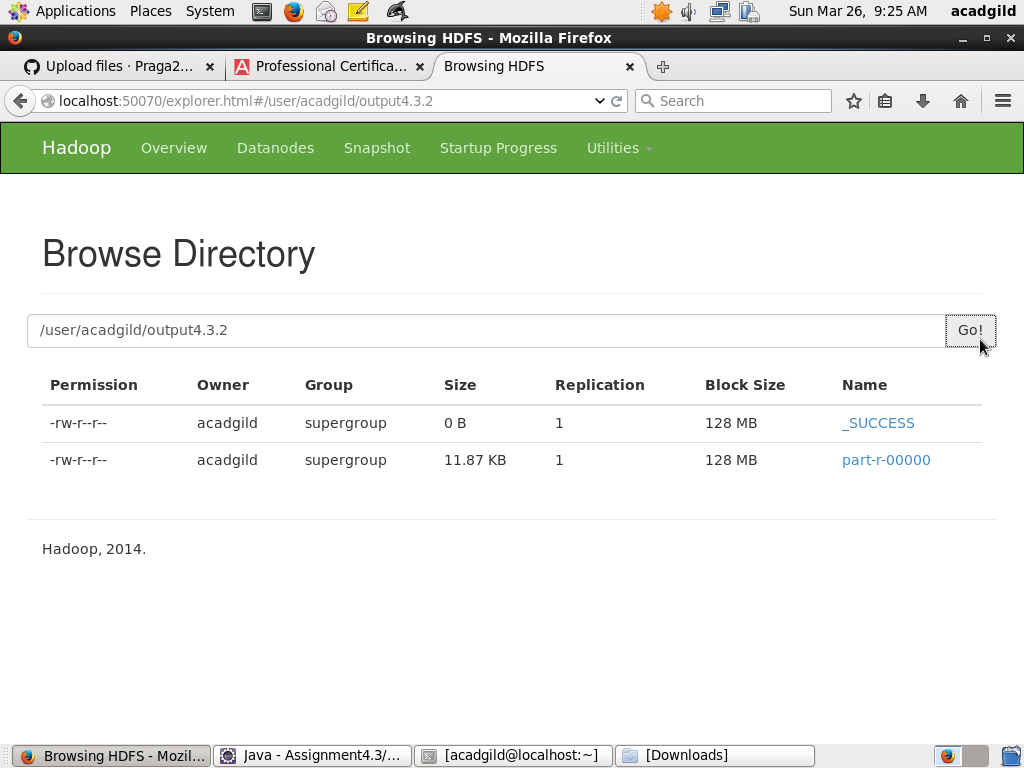 Applications Places System Sun Mar 26, 9:25 AM acadgild
Browsing HDFS - Mozilla Firefox
Upload files · Praga2... Professional Certifica... Browsing HDFS
localhost:50070/explorer.html#/user/acadgild/output4.3.2 Search
Hadoop Overview Datanodes Snapshot Startup Progress Utilities
Browse Directory
/user/acadgild/output4.3.2 Go!
Permission Owner Group Size Replication Block Size Name
-rw-r--r-- acadgild supergroup 0 B 1 128 MB _SUCCESS
-rw-r--r-- acadgild supergroup 11.87 KB 1 128 MB part-r-00000
Hadoop, 2014.
Browsing HDFS - Mozil... Java - Assignment4.3/... [acadgild@localhost:~] [Downloads]